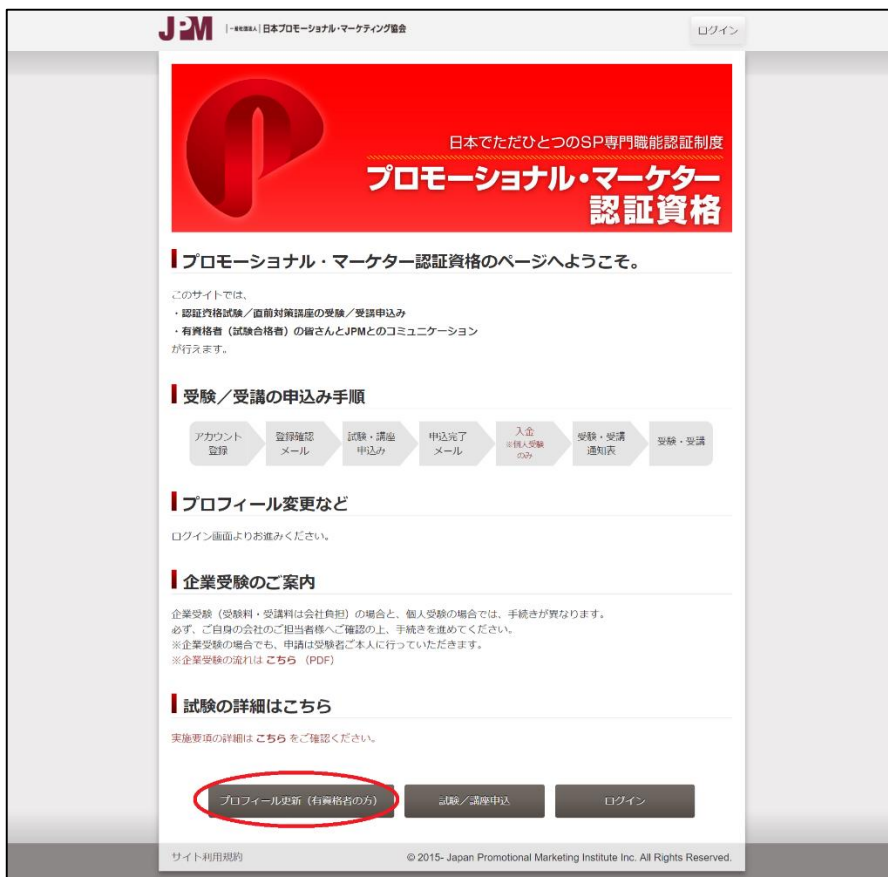 JPM 一般社団法人 日本プロモーショナル・マーケティング協会
ログイン
日本でただひとつのSP専門職能認証制度
プロモーショナル・マーケター
認証資格
プロモーショナル・マーケター認証資格のページへようこそ。
このサイトでは、
・認証資格試験／直前対策講座の受験／受講申込み
・有資格者（試験合格者）の皆さんとJPMとのコミュニケーション
が行えます。
受験／受講の申込み手順
アカウント
登録
登録確認
メール
試験・講座
申込み
申込完了
メール
入金
※個人受験
のみ
受験・受講
通知表
受験・受講
プロフィール変更など
ログイン画面よりお進みください。
企業受験のご案内
企業受験（受験料・受講料は会社負担）の場合と、個人受験の場合では、手続きが異なります。
必ず、ご自身の会社のご担当者様へご確認の上、手続きを進めてください。
※企業受験の場合でも、申請は受験者ご本人に行っていただきます。
※企業受験の流れは こちら （PDF）
試験の詳細はこちら
実施要項の詳細は こちら をご確認ください。
プロフィール更新（有資格者の方）
試験／講座申込
ログイン
サイト利用規約
© 2015- Japan Promotional Marketing Institute Inc. All Rights Reserved.